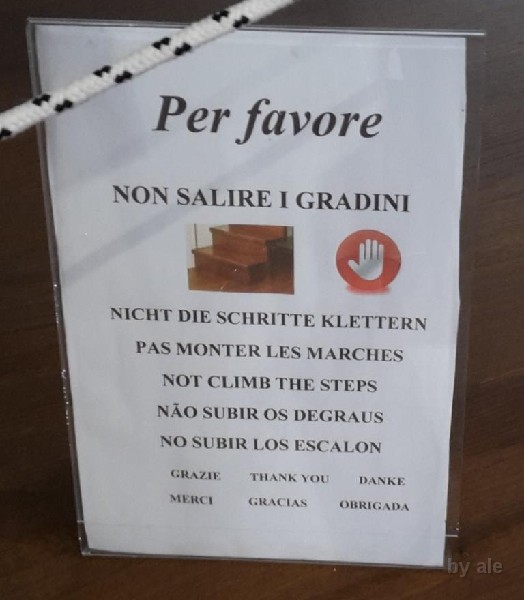 Per favore
NON SALIRE I GRADINI
NICHT DIE SCHRITTE KLETTERN
PAS MONTER LES MARCHES
NOT CLIMB THE STEPS
NÃO SUBIR OS DEGRAUS
NO SUBIR LOS ESCALON
GRAZIE THANK YOU DANKE
MERCI GRACIAS OBRIGADA
by ale